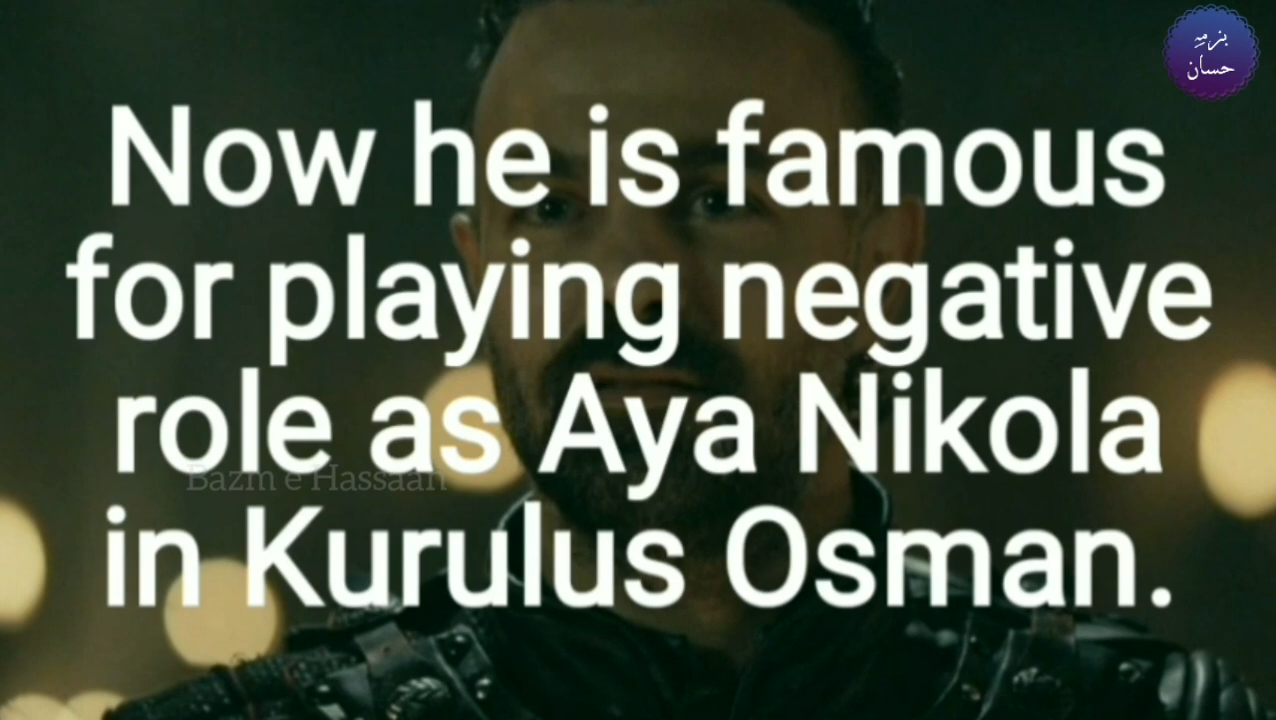 بزمِ
حسان
Now he is famous
for playing negative
role as Aya Nikola
Bazm e Hassaan
in Kurulus Osman.